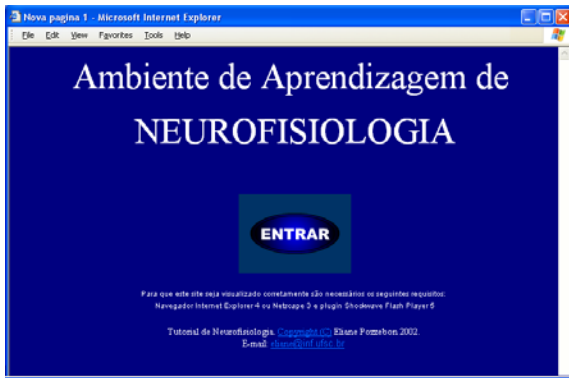 Nova pagina 1 - Microsoft Internet Explorer
File Edit View Favorites Tools Help
Ambiente de Aprendizagem de
NEUROFISIOLOGIA
ENTRAR
Para que este site seja visualizado corretamente são necessários os seguintes requisitos:
Navegador Internet Explorer 4 ou Netscape 3 e plugin Shockwave Flash Player 5
Tutorial de Neurofisiologia. Copyright (C) Eliane Pozzebon 2002.
E-mail: eliane@inf.ufsc.br